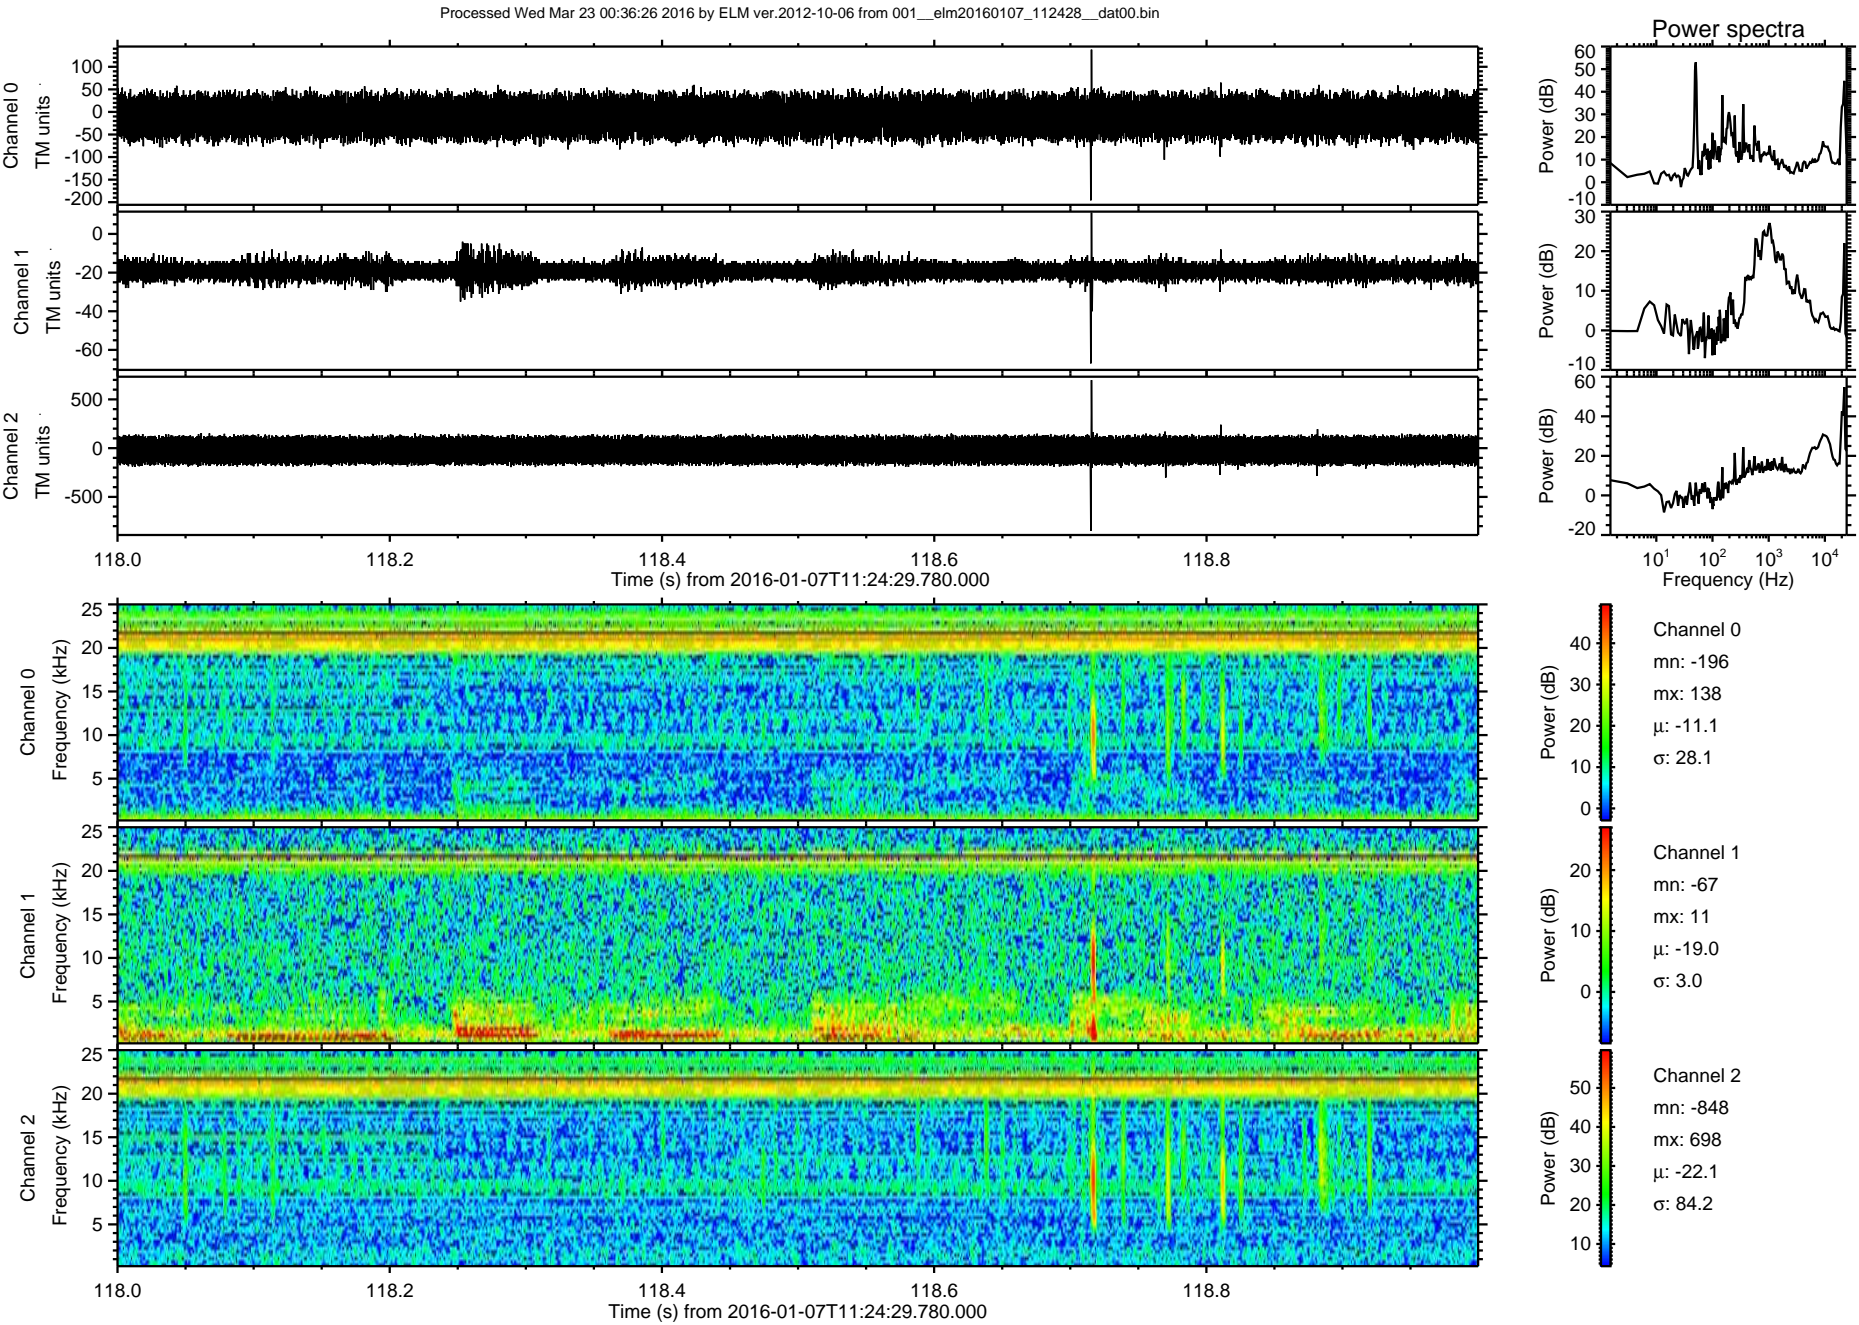 Processed Wed Mar 23 00:36:26 2016 by ELM ver.2012-10-06 from 001__elm20160107_112428__dat00.bin
Power spectra
Channel 0
TM units
100
50
0
-50
-100
-150
-200
Power (dB)
60
50
40
30
20
10
0
-10
Channel 1
TM units
0
-20
-40
-60
Power (dB)
30
20
10
0
-10
Channel 2
TM units
500
0
-500
Power (dB)
60
40
20
0
-20
118.0 118.2 118.4 118.6 118.8
Time (s) from 2016-01-07T11:24:29.780.000
10^1 10^2 10^3 10^4
Frequency (Hz)
Channel 0
Frequency (kHz)
25
20
15
10
5
Power (dB)
40
30
20
10
0
Channel 0
mn: -196
mx: 138
μ: -11.1
σ: 28.1
Channel 1
Frequency (kHz)
25
20
15
10
5
Power (dB)
20
10
0
Channel 1
mn: -67
mx: 11
μ: -19.0
σ: 3.0
Channel 2
Frequency (kHz)
25
20
15
10
5
Power (dB)
50
40
30
20
10
Channel 2
mn: -848
mx: 698
μ: -22.1
σ: 84.2
118.0 118.2 118.4 118.6 118.8
Time (s) from 2016-01-07T11:24:29.780.000